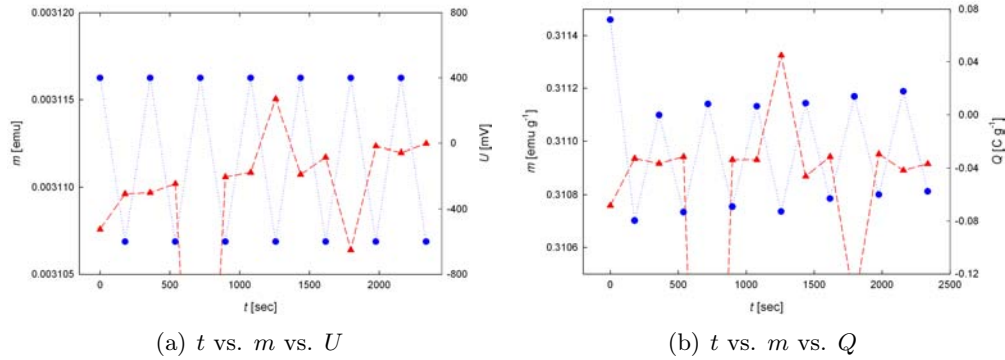 0.003120
0.003115
0.003110
0.003105
m [emu]
800
400
0
-400
-800
U [mV]
0 500 1000 1500 2000
t [sec]
(a) t vs. m vs. U
0.3114
0.3112
0.3110
0.3108
0.3106
m [emu g⁻¹]
0.08
0.04
0.00
-0.04
-0.08
-0.12
Q [C g⁻¹]
0 500 1000 1500 2000 2500
t [sec]
(b) t vs. m vs. Q